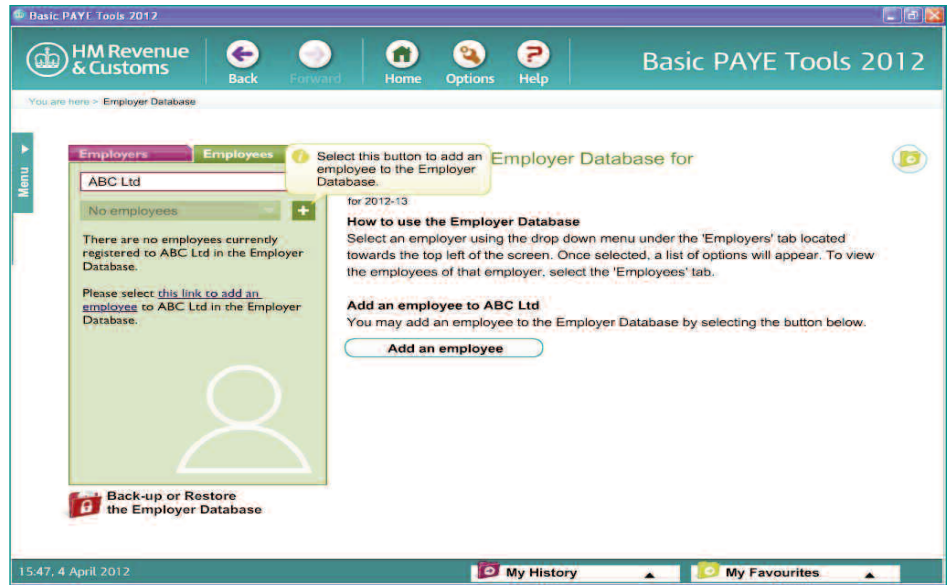 Basic PAYE Tools 2012
HM Revenue
& Customs
Back
Forward
Home
Options
Help
Basic PAYE Tools 2012
You are here > Employer Database
Menu
Employers
Employees
Select this button to add an
employee to the Employer
Database.
Employer Database for
ABC Ltd
No employees
for 2012-13
How to use the Employer Database
Select an employer using the drop down menu under the 'Employers' tab located
towards the top left of the screen. Once selected, a list of options will appear. To view
the employees of that employer, select the 'Employees' tab.
There are no employees currently
registered to ABC Ltd in the Employer
Database.
Please select this link to add an
employee to ABC Ltd in the Employer
Database.
Add an employee to ABC Ltd
You may add an employee to the Employer Database by selecting the button below.
Add an employee
Back-up or Restore
the Employer Database
15:47, 4 April 2012
My History
My Favourites